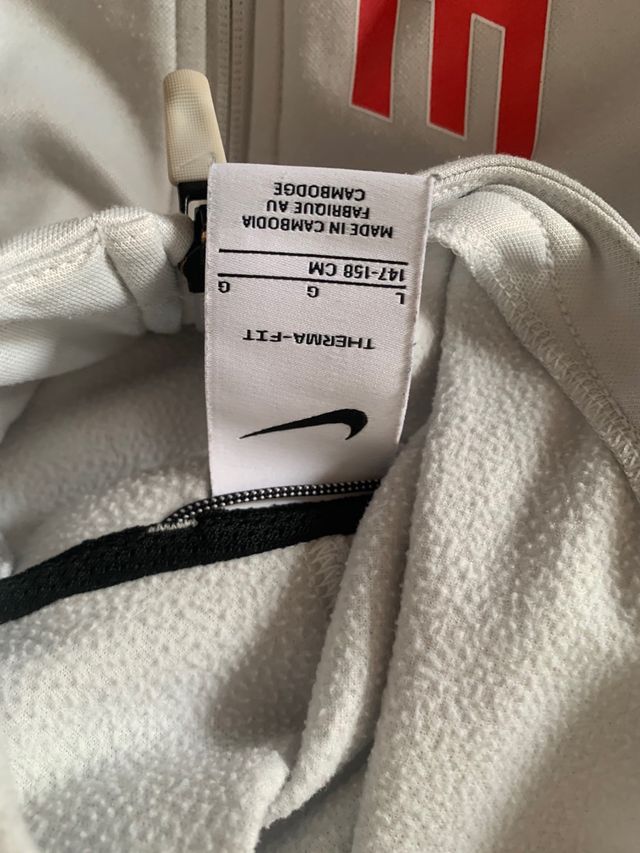 THERMA-FIT
L G G
147-158 CM
MADE IN CAMBODIA
FABRIQUE AU
CAMBODGE